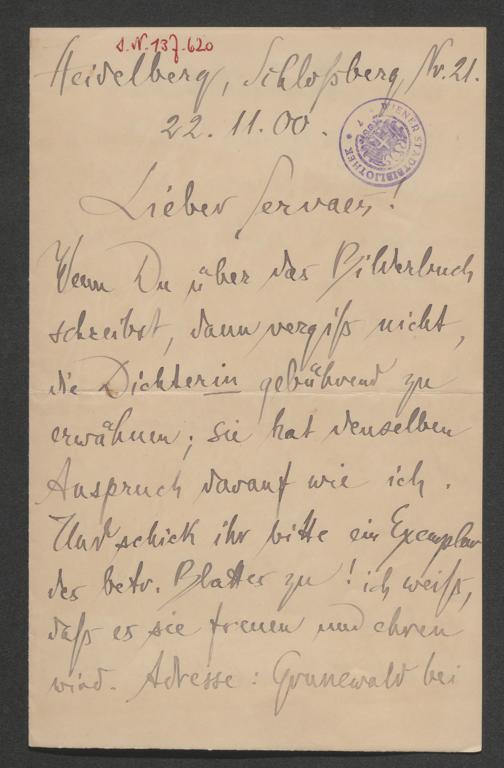 J. N. 137.620
Heidelberg, Schloßberg, Nr. 21.
22. 11. 00.
WIENER STADTBIBLIOTHEK
Lieber Servaes!
Wenn Du über das Bilderbuch
schreibst, dann vergiß nicht,
die Dichterin gebührend zu
erwähnen; sie hat denselben
Anspruch darauf wie ich.
Und schick ihr bitte ein Exemplar
des betr. Blattes zu! ich weiß,
daß es sie freuen und ehren
wird. Adresse: Grunewald bei